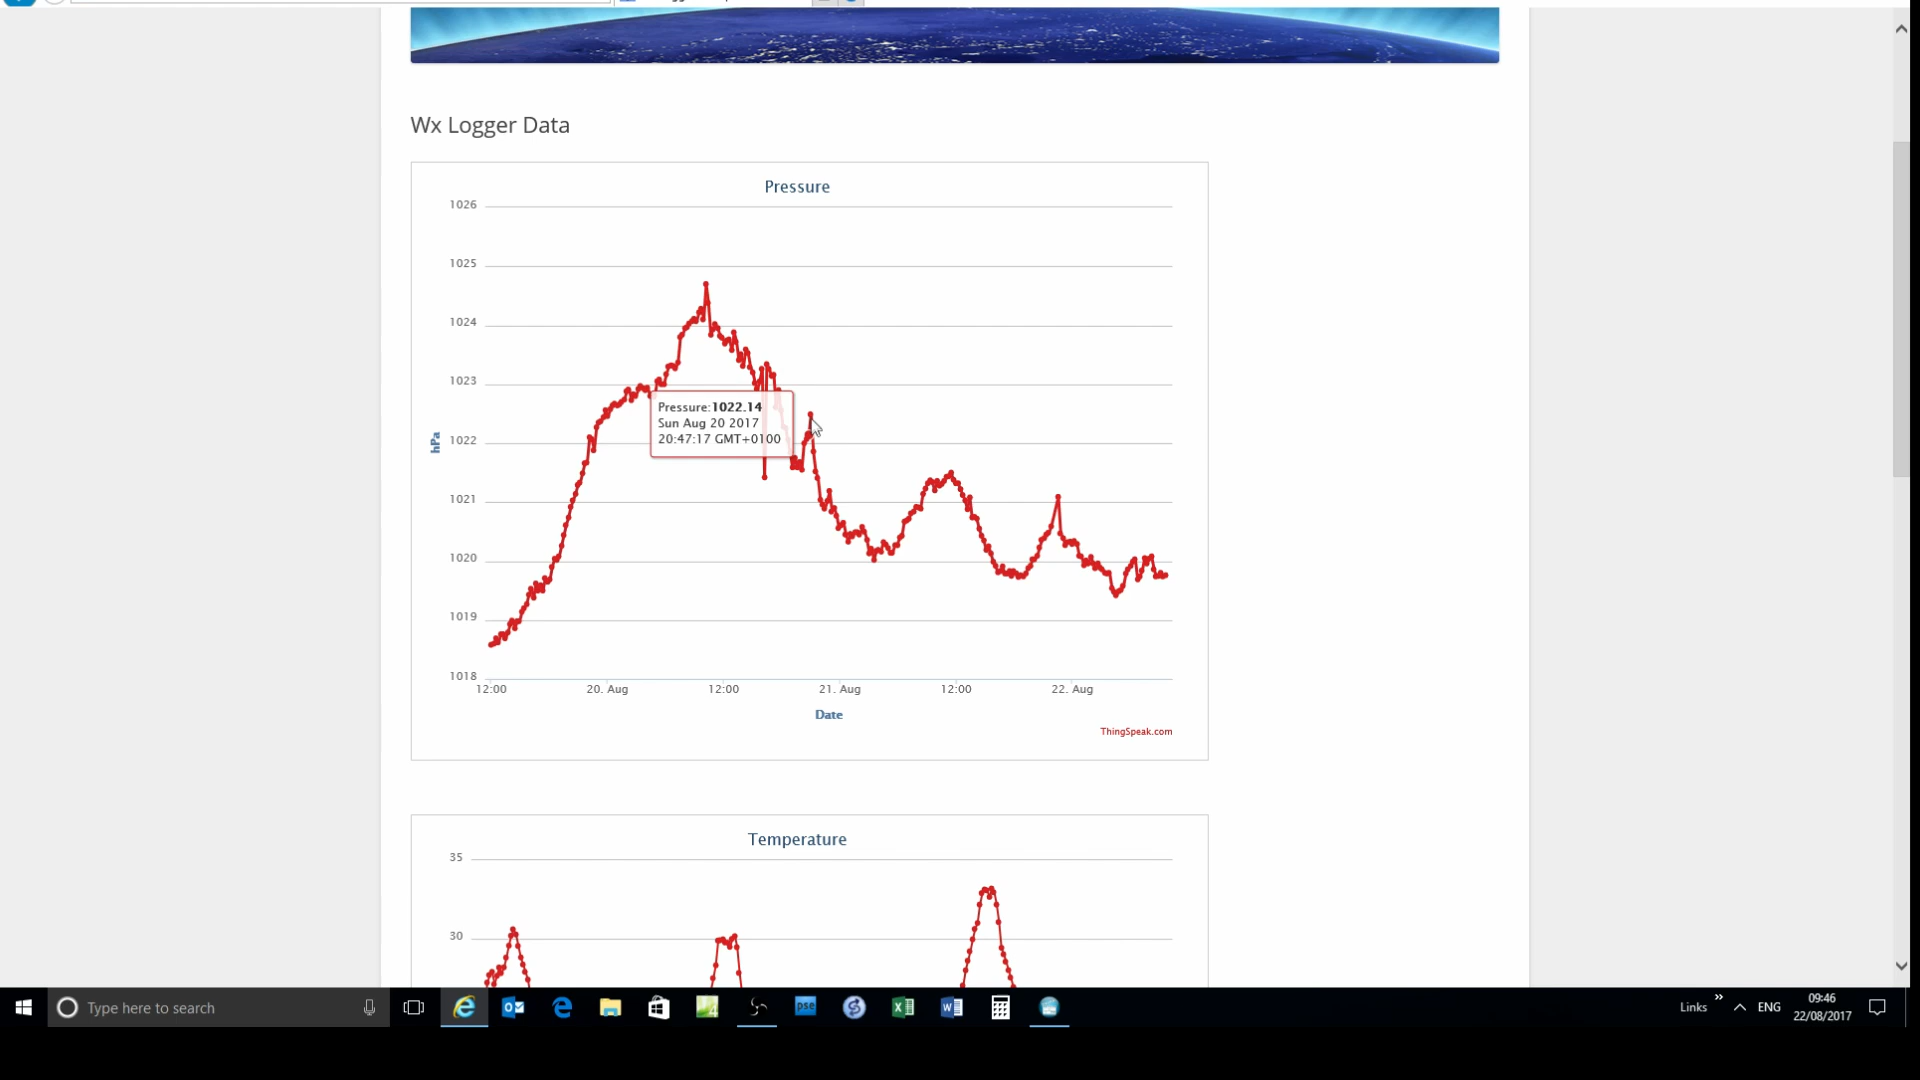 Wx Logger Data
Pressure
1026
1025
1024
1023
1022
1021
1020
1019
1018
hPa
Pressure:1022.14
Sun Aug 20 2017
20:47:17 GMT+0100
12:00
20. Aug
12:00
21. Aug
12:00
22. Aug
Date
ThingSpeak.com
Temperature
35
30
Type here to search
pse
Links
ENG
09:46
22/08/2017